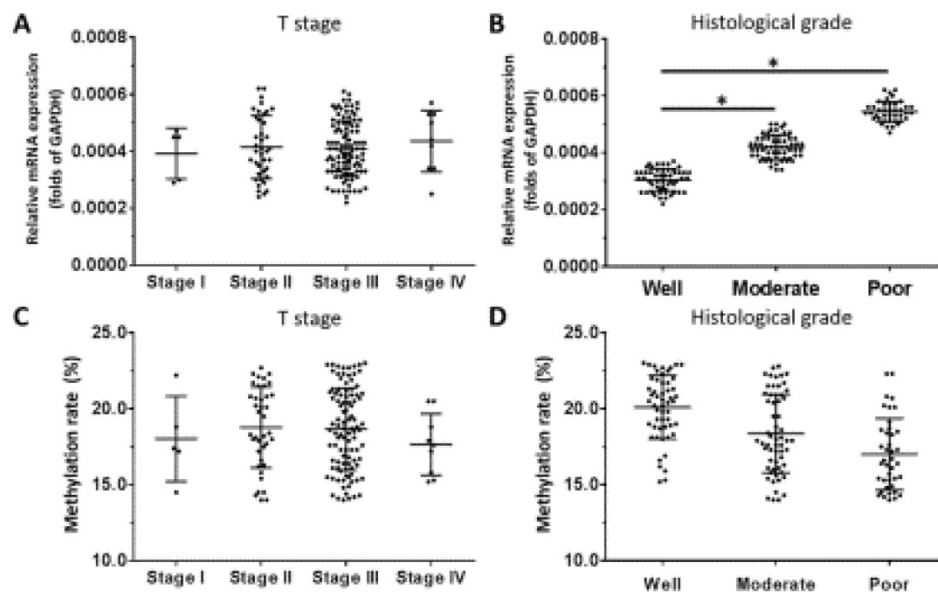 A T stage
Relative mRNA expression
(folds of GAPDH)
0.0008
0.0006
0.0004
0.0002
0.0000
Stage I Stage II Stage III Stage IV
B Histological grade
Relative mRNA expression
(folds of GAPDH)
0.0008
0.0006
0.0004
0.0002
0.0000
* 
*
Well Moderate Poor
C T stage
Methylation rate (%)
25.0
20.0
15.0
10.0
Stage I Stage II Stage III Stage IV
D Histological grade
Methylation rate (%)
25.0
20.0
15.0
10.0
Well Moderate Poor